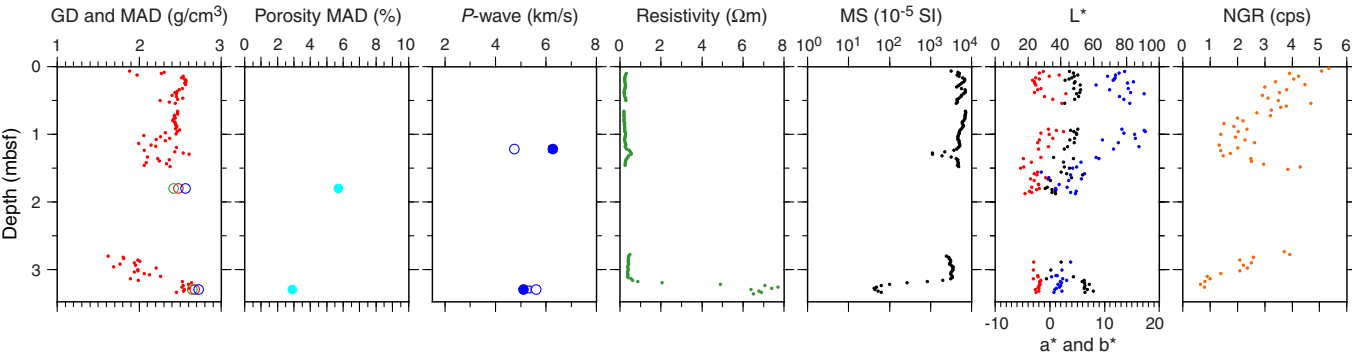 GD and MAD (g/cm³) Porosity MAD (%) P-wave (km/s) Resistivity (Ωm) MS (10⁻⁵ SI) L* NGR (cps)
1 2 3 0 2 4 6 8 10 2 4 6 8 0 2 4 6 8 10⁰ 10¹ 10² 10³ 10⁴ 0 20 40 60 80 100 0 1 2 3 4 5 6
0
1
2
3
Depth (mbsf)
-10 0 10 20
a* and b*